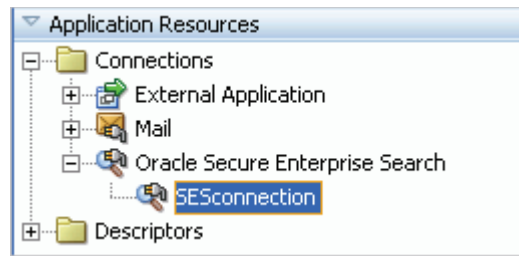 Application Resources
Connections
External Application
Mail
Oracle Secure Enterprise Search
SESconnection
Descriptors